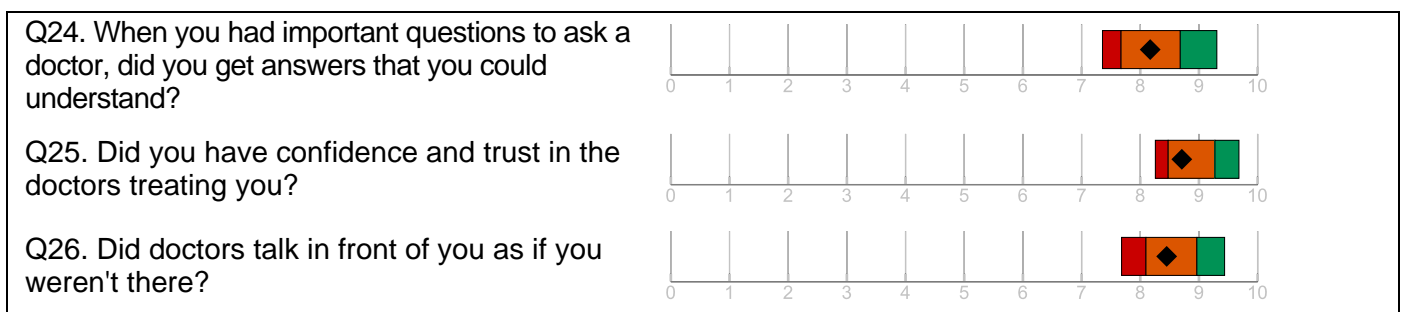 Q24. When you had important questions to ask a
doctor, did you get answers that you could
understand?
0 1 2 3 4 5 6 7 8 9 10
Q25. Did you have confidence and trust in the
doctors treating you?
0 1 2 3 4 5 6 7 8 9 10
Q26. Did doctors talk in front of you as if you
weren't there?
0 1 2 3 4 5 6 7 8 9 10